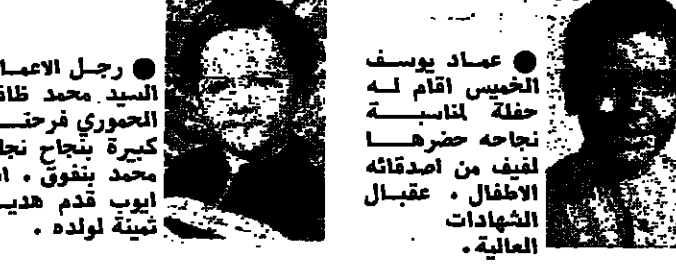 ● عماد يوسف
الخميس اقام له
حفلة لمناسبة
نجاحه حضرها
لفيف من أصدقائه
الاطفال . عقبال
الشهادات
العالية .
● رجل
السيد محمد
الحموري
كبيرة بنجاح
محمد بتفوق .
ايوب قدم
ثمينة لولده .